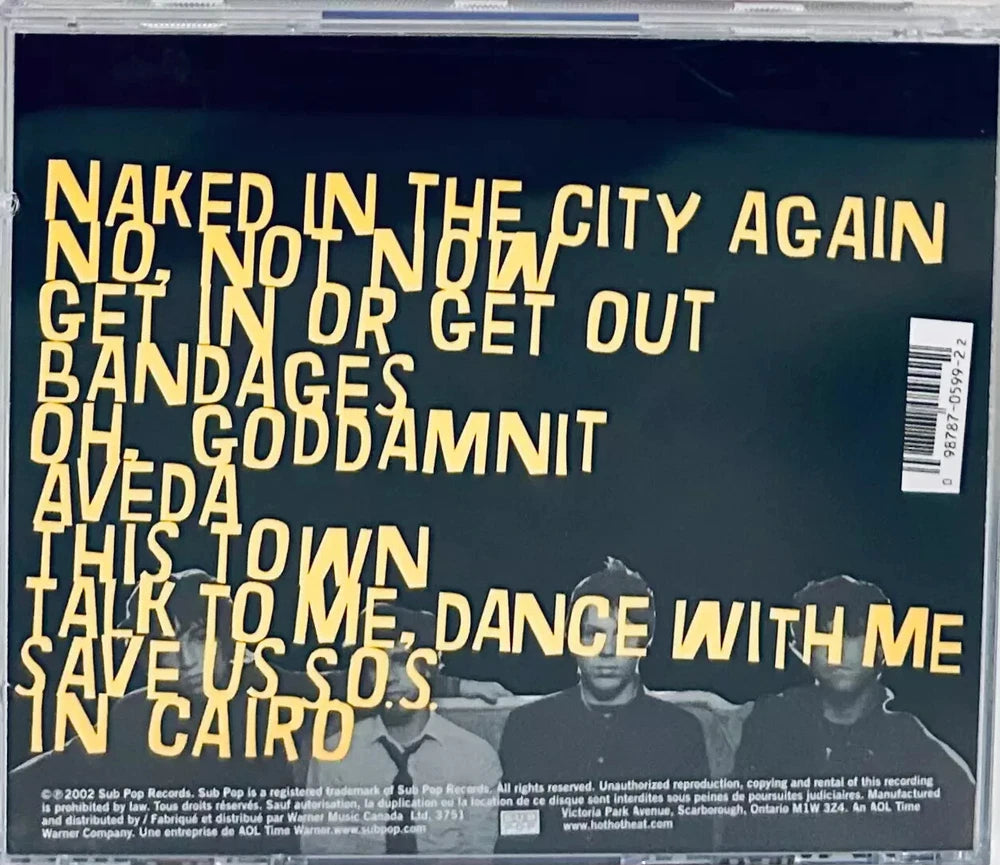 NAKED IN THE CITY AGAIN
NO, NOT NOW
GET IN OR GET OUT
BANDAGES
OH, GODDAMNIT
AVEDA
THIS TOWN
TALK TO ME, DANCE WITH ME
SAVE US S.O.S.
IN CAIRO
0 98787-0599-2 2
©℗2002 Sub Pop Records. Sub Pop is a registered trademark of Sub Pop Records. All rights reserved. Unauthorized reproduction, copying and rental of this recording
is prohibited by law. Tous droits réservés. Sauf autorisation, la duplication ou la location de ce disque sont interdites sous peines de poursuites judiciaires. Manufactured
and distributed by / Fabriqué et distribué par Warner Music Canada Ltd, 3751 Victoria Park Avenue, Scarborough, Ontario M1W 3Z4. An AOL Time
Warner Company. Une entreprise de AOL Time Warner.www.subpop.com www.hothotheat.com
SUB POP